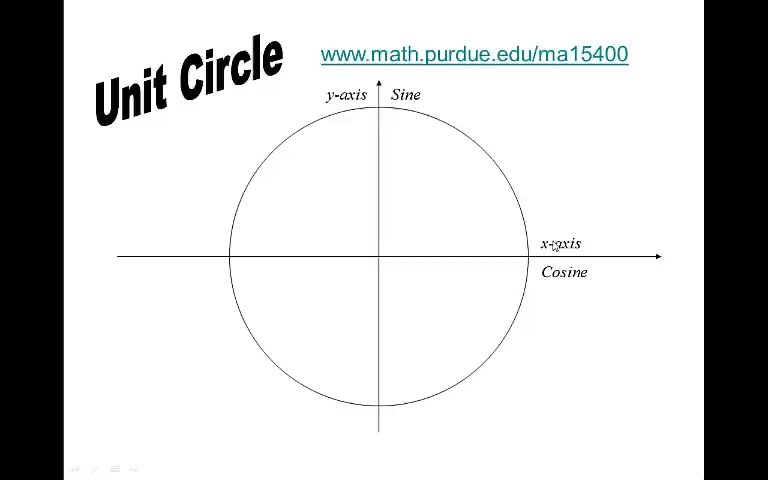 Unit Circle
www.math.purdue.edu/ma15400
y-axis Sine
x-axis
Cosine